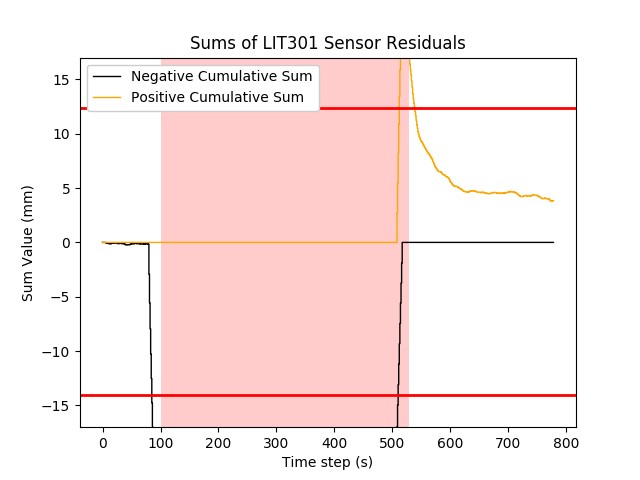 Sums of LIT301 Sensor Residuals
Negative Cumulative Sum
Positive Cumulative Sum
Sum Value (mm)
15
10
5
0
−5
−10
−15
0 100 200 300 400 500 600 700 800
Time step (s)